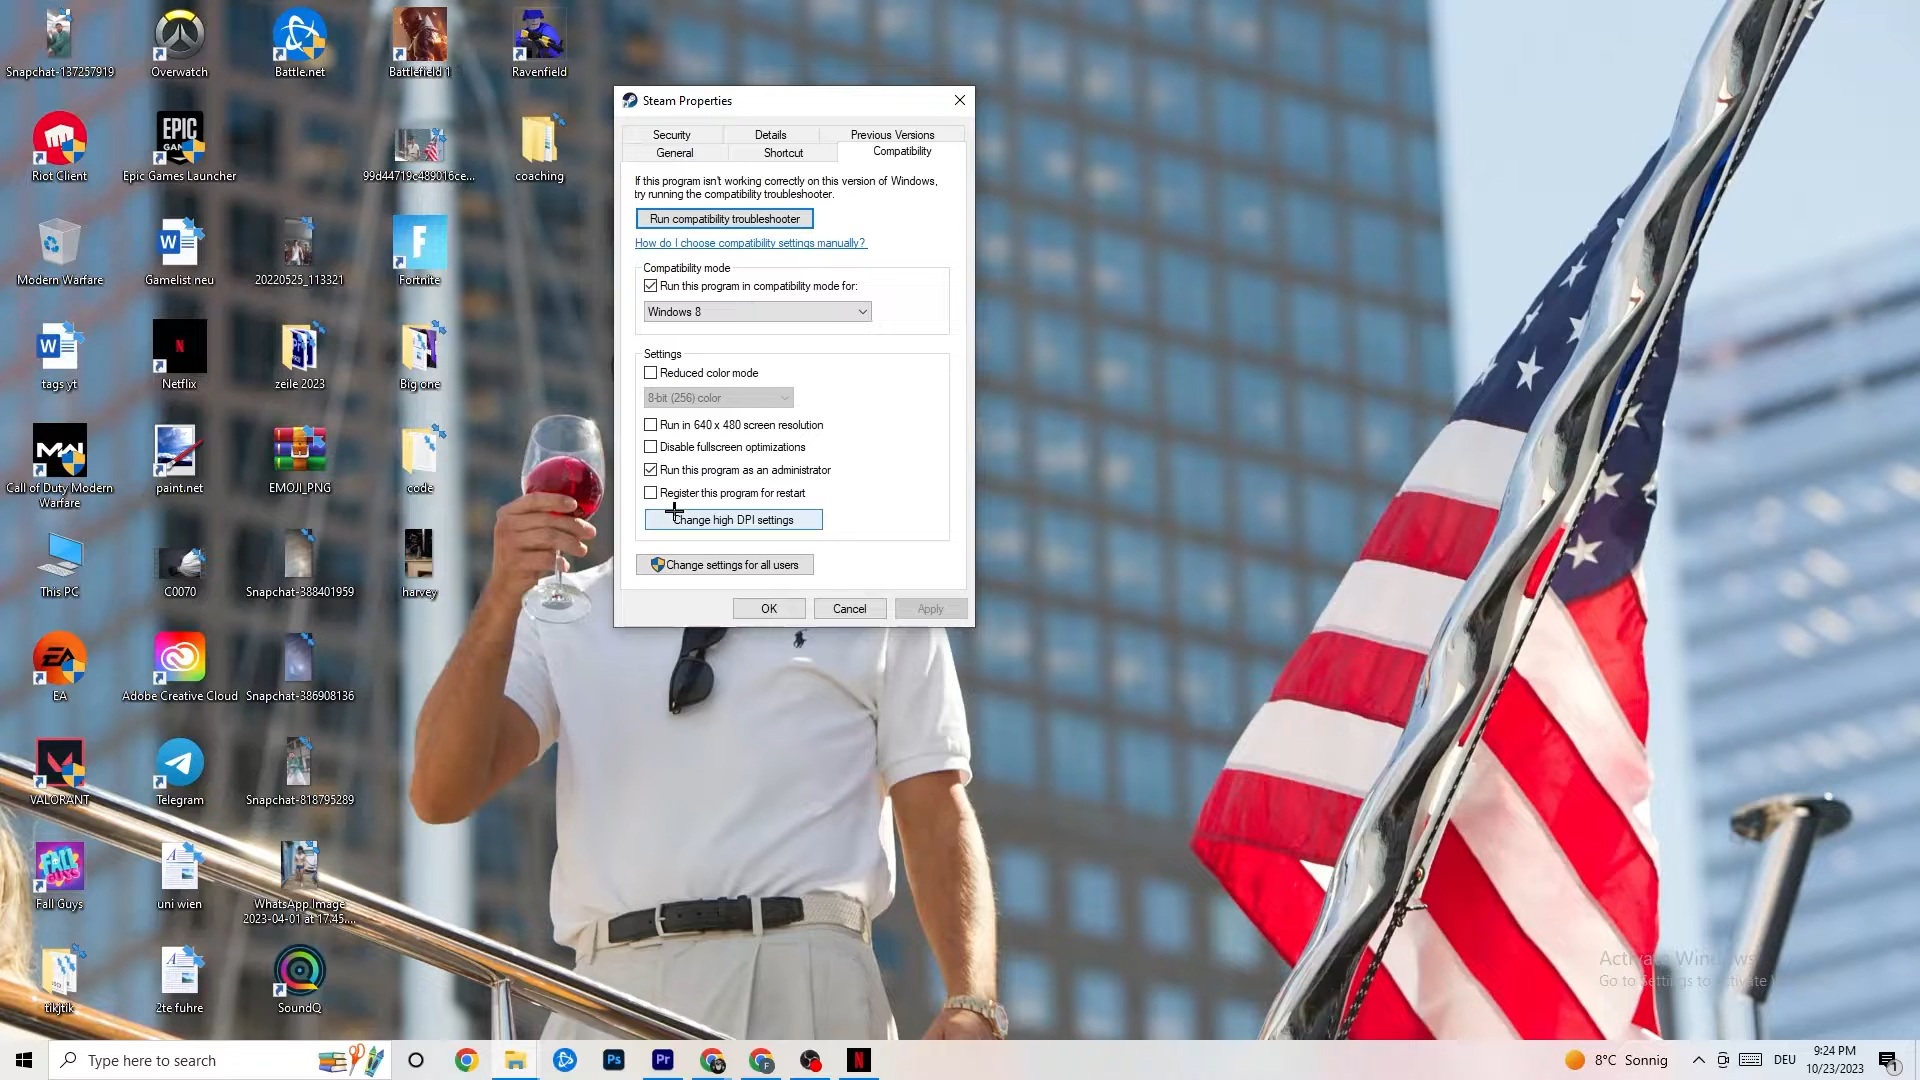 Snapchat-137257919
Overwatch
Battle.net
Battlefield 1
Ravenfield
Riot Client
EPIC
GAM
Epic Games Launcher
99d44719c489016ce...
coaching
Modern Warfare
Gamelist neu
20220525_113321
Fortnite
tags yt
Netflix
zeile 2023
Big one
Call of Duty Modern
Warfare
paint.net
EMOJI_PNG
code
This PC
C0070
Snapchat-388401959
harvey
EA
Adobe Creative Cloud
Snapchat-386908136
VALORANT
Telegram
Snapchat-818795289
FALL
GUYS
Fall Guys
uni wien
WhatsApp Image
2023-04-01 at 17.45....
tikjtik
2te fuhre
SoundQ
Steam Properties
Security
Details
Previous Versions
General
Shortcut
Compatibility
If this program isn't working correctly on this version of Windows,
try running the compatibility troubleshooter.
Run compatibility troubleshooter
How do I choose compatibility settings manually?
Compatibility mode
Run this program in compatibility mode for:
Windows 8
Settings
Reduced color mode
8-bit (256) color
Run in 640 x 480 screen resolution
Disable fullscreen optimizations
Run this program as an administrator
Register this program for restart
Change high DPI settings
Change settings for all users
OK
Cancel
Apply
Activate Windows
Go to Settings to activate
Type here to search
Ps
Pr
8°C Sonnig
DEU
9:24 PM
10/23/2023
1